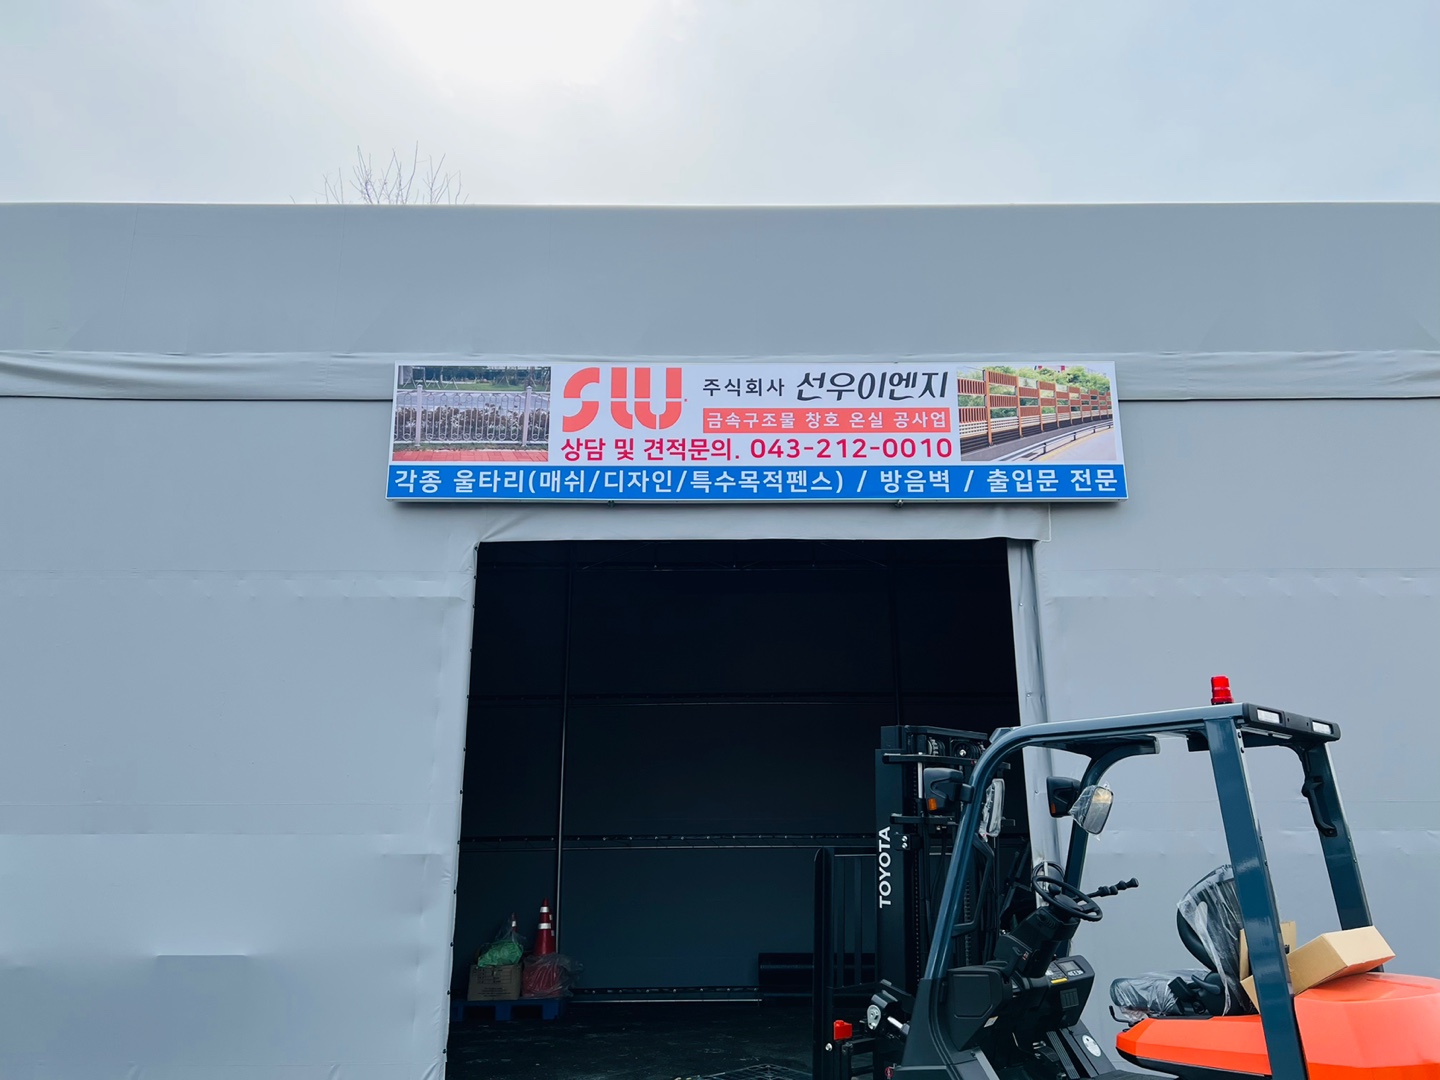 SW 주식회사 선우이엔지
금속구조물 창호 온실 공사업
상담 및 견적문의. 043-212-0010
각종 울타리(매쉬/디자인/특수목적펜스) / 방음벽 / 출입문 전문
TOYOTA